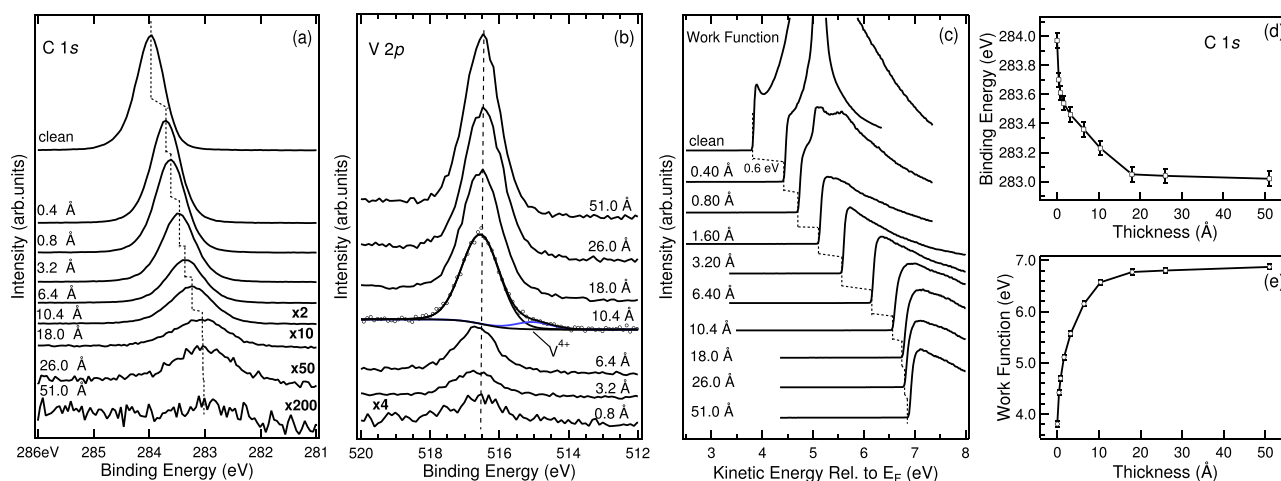 C 1s
(a)
clean
0.4 Å
0.8 Å
3.2 Å
6.4 Å
10.4 Å
x2
18.0 Å
x10
26.0 Å
x50
51.0 Å
x200
Intensity (arb.units)
286eV 285 284 283 282 281
Binding Energy (eV)
V 2p
(b)
51.0 Å
26.0 Å
18.0 Å
10.4 Å
V4+
6.4 Å
3.2 Å
x4
0.8 Å
Intensity (arb.units)
520 518 516 514 512
Binding Energy (eV)
Work Function
(c)
clean
0.6 eV
0.40 Å
0.80 Å
1.60 Å
3.20 Å
6.40 Å
10.4 Å
18.0 Å
26.0 Å
51.0 Å
Intensity (arb.units)
3 4 5 6 7 8
Kinetic Energy Rel. to EF (eV)
(d)
C 1s
284.0
283.8
283.6
283.4
283.2
283.0
Binding Energy (eV)
0 10 20 30 40 50
Thickness (Å)
(e)
7.0
6.0
5.0
4.0
Work Function (eV)
0 10 20 30 40 50
Thickness (Å)